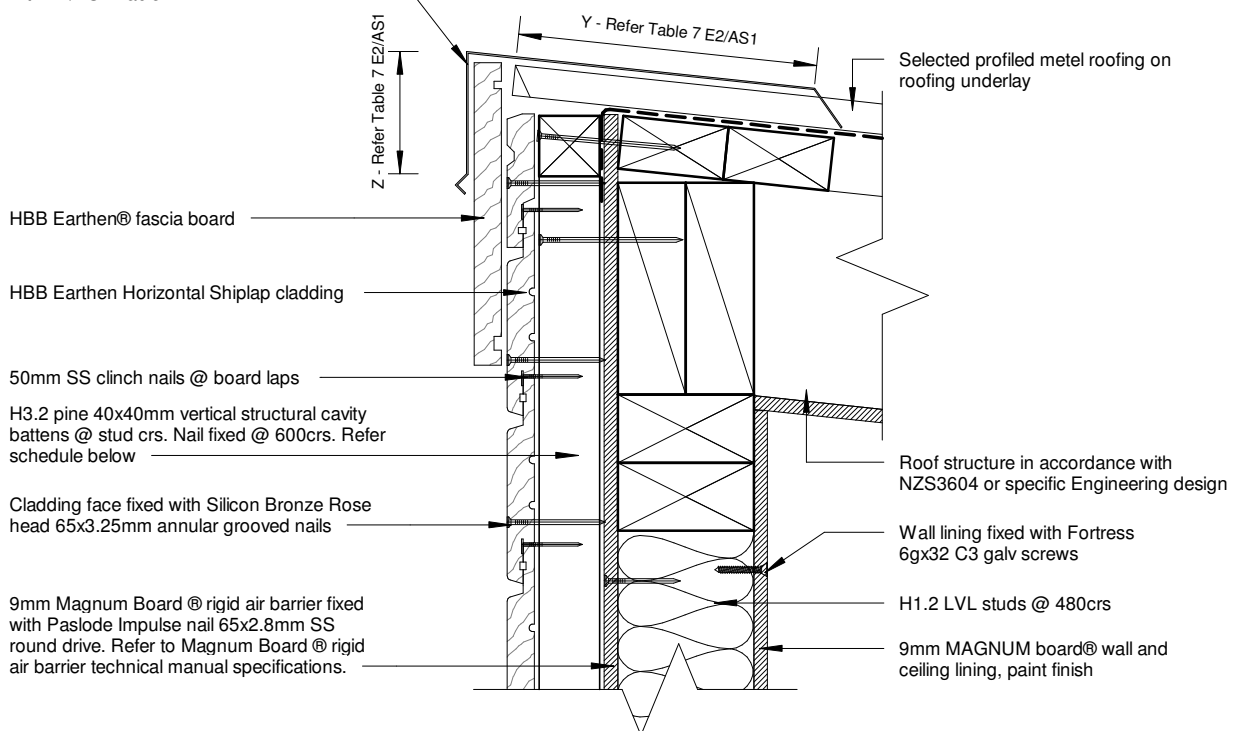 Y - Refer Table 7 E2/AS1
Z - Refer Table 7 E2/AS1
Selected profiled metel roofing on
roofing underlay
HBB Earthen® fascia board
HBB Earthen Horizontal Shiplap cladding
50mm SS clinch nails @ board laps
H3.2 pine 40x40mm vertical structural cavity
battens @ stud crs. Nail fixed @ 600crs. Refer
schedule below
Cladding face fixed with Silicon Bronze Rose
head 65x3.25mm annular grooved nails
9mm Magnum Board ® rigid air barrier fixed
with Paslode Impulse nail 65x2.8mm SS
round drive. Refer to Magnum Board ® rigid
air barrier technical manual specifications.
Roof structure in accordance with
NZS3604 or specific Engineering design
Wall lining fixed with Fortress
6gx32 C3 galv screws
H1.2 LVL studs @ 480crs
9mm MAGNUM board® wall and
ceiling lining, paint finish